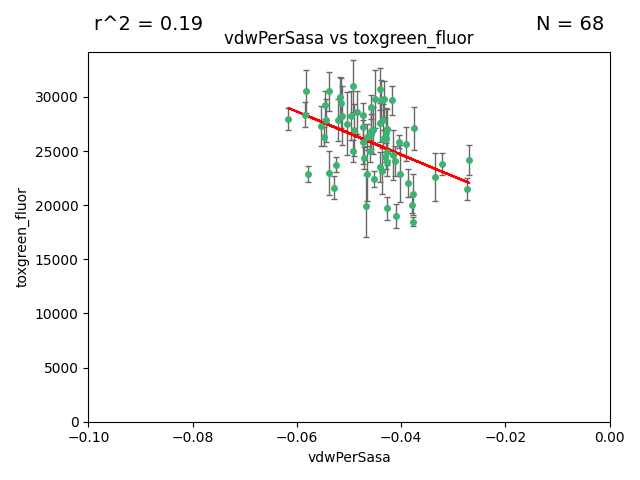 r^2 = 0.19
N = 68
vdwPerSasa vs toxgreen_fluor
toxgreen_fluor
30000
25000
20000
15000
10000
5000
0
−0.10
−0.08
−0.06
−0.04
−0.02
0.00
vdwPerSasa